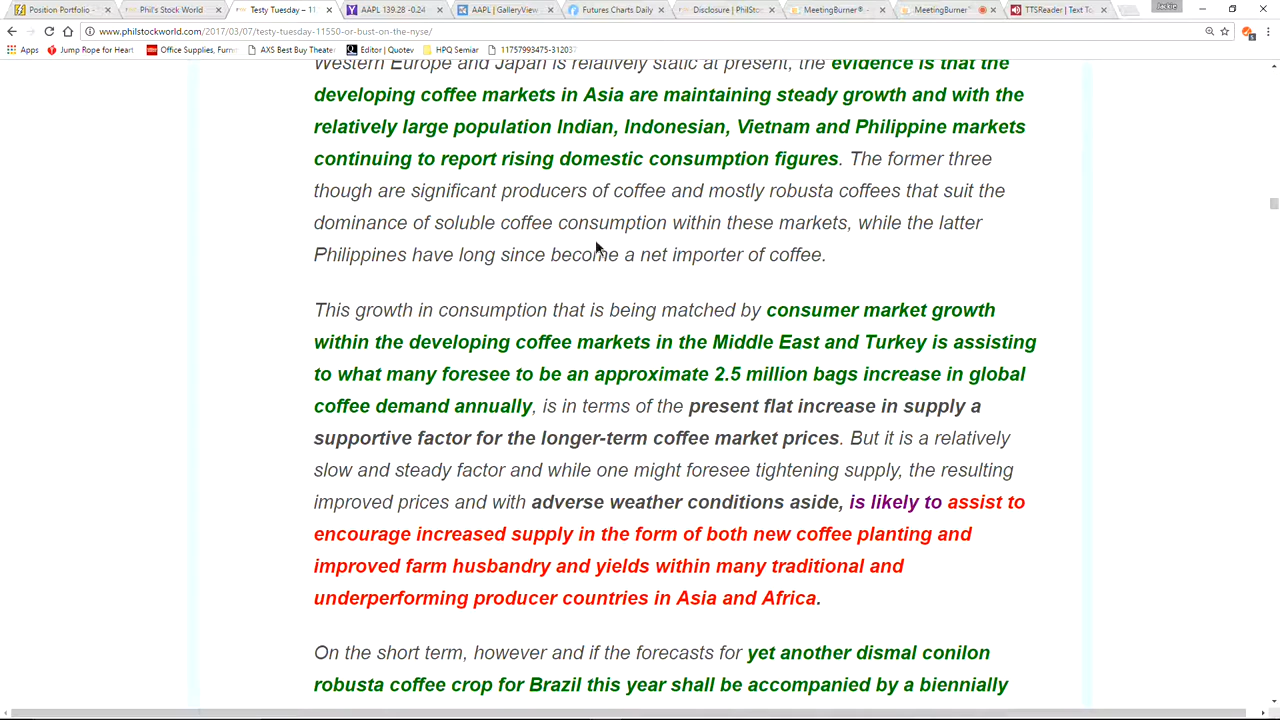 Position Portfolio -
Phil's Stock World
Testy Tuesday – 11
AAPL 139.28 -0.24
AAPL | GalleryView
Futures Charts Daily
Disclosure | PhilSto
MeetingBurner® -
MeetingBurner
TTSReader | Text To
Jackie
www.philstockworld.com/2017/03/07/testy-tuesday-11550-or-bust-on-the-nyse/
Apps
Jump Rope for Heart
Office Supplies, Furn
AXS Best Buy Theater
Editor | Quotev
HPQ Semiar
11757993475-312037
Western Europe and Japan is relatively static at present, the evidence is that the
developing coffee markets in Asia are maintaining steady growth and with the
relatively large population Indian, Indonesian, Vietnam and Philippine markets
continuing to report rising domestic consumption figures. The former three
though are significant producers of coffee and mostly robusta coffees that suit the
dominance of soluble coffee consumption within these markets, while the latter
Philippines have long since become a net importer of coffee.
This growth in consumption that is being matched by consumer market growth
within the developing coffee markets in the Middle East and Turkey is assisting
to what many foresee to be an approximate 2.5 million bags increase in global
coffee demand annually, is in terms of the present flat increase in supply a
supportive factor for the longer-term coffee market prices. But it is a relatively
slow and steady factor and while one might foresee tightening supply, the resulting
improved prices and with adverse weather conditions aside, is likely to assist to
encourage increased supply in the form of both new coffee planting and
improved farm husbandry and yields within many traditional and
underperforming producer countries in Asia and Africa.
On the short term, however and if the forecasts for yet another dismal conilon
robusta coffee crop for Brazil this year shall be accompanied by a biennially